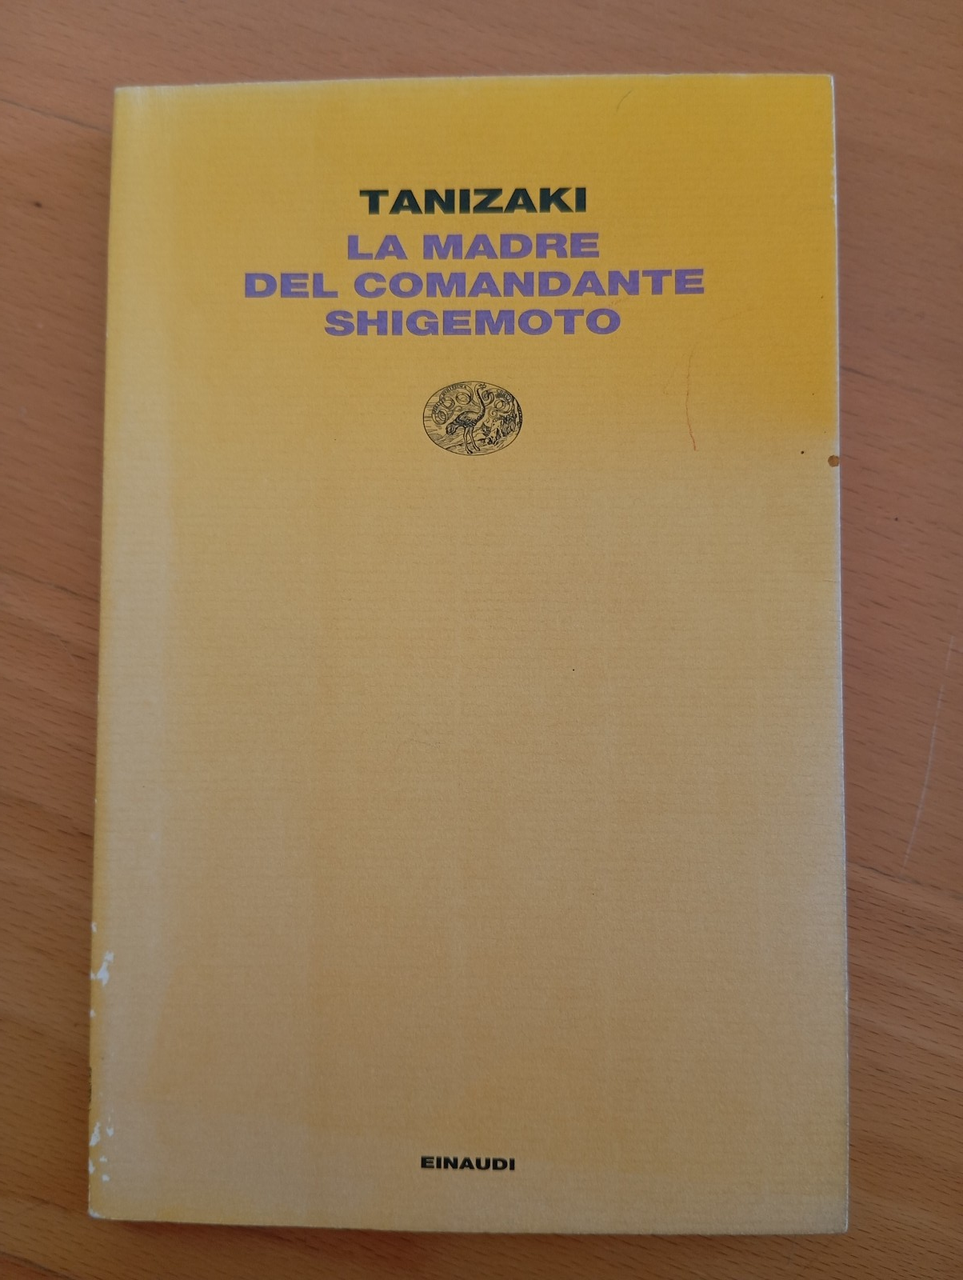 TANIZAKI
LA MADRE
DEL COMANDANTE
SHIGEMOTO
EINAUDI